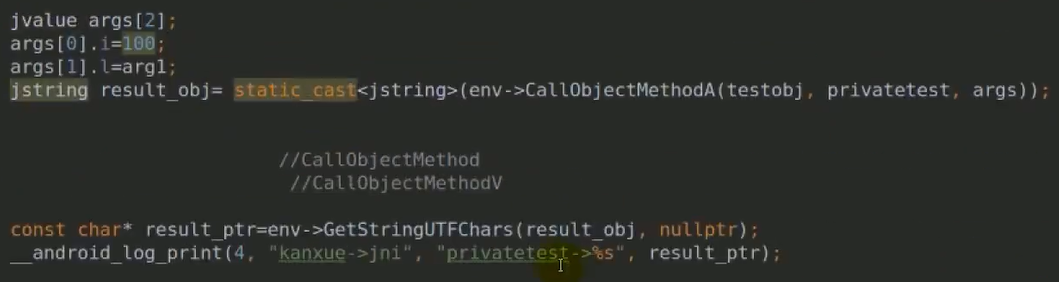 jvalue args[2];
args[0].i=100;
args[1].l=arg1;
jstring result_obj= static_cast<jstring>(env->CallObjectMethodA(testobj, privatetest, args));
//CallObjectMethod
//CallObjectMethodV
const char* result_ptr=env->GetStringUTFChars(result_obj, nullptr);
__android_log_print(4, "kanxue->jni", "privatetest->%s", result_ptr);